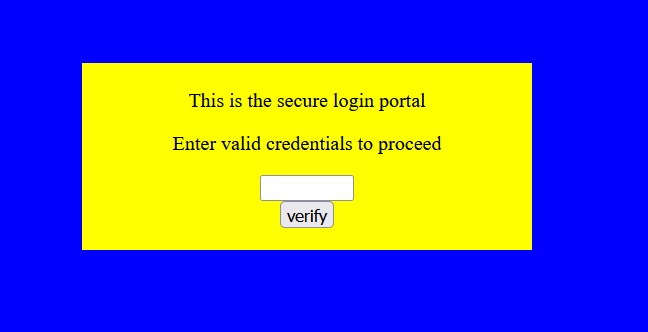 This is the secure login portal
Enter valid credentials to proceed
verify